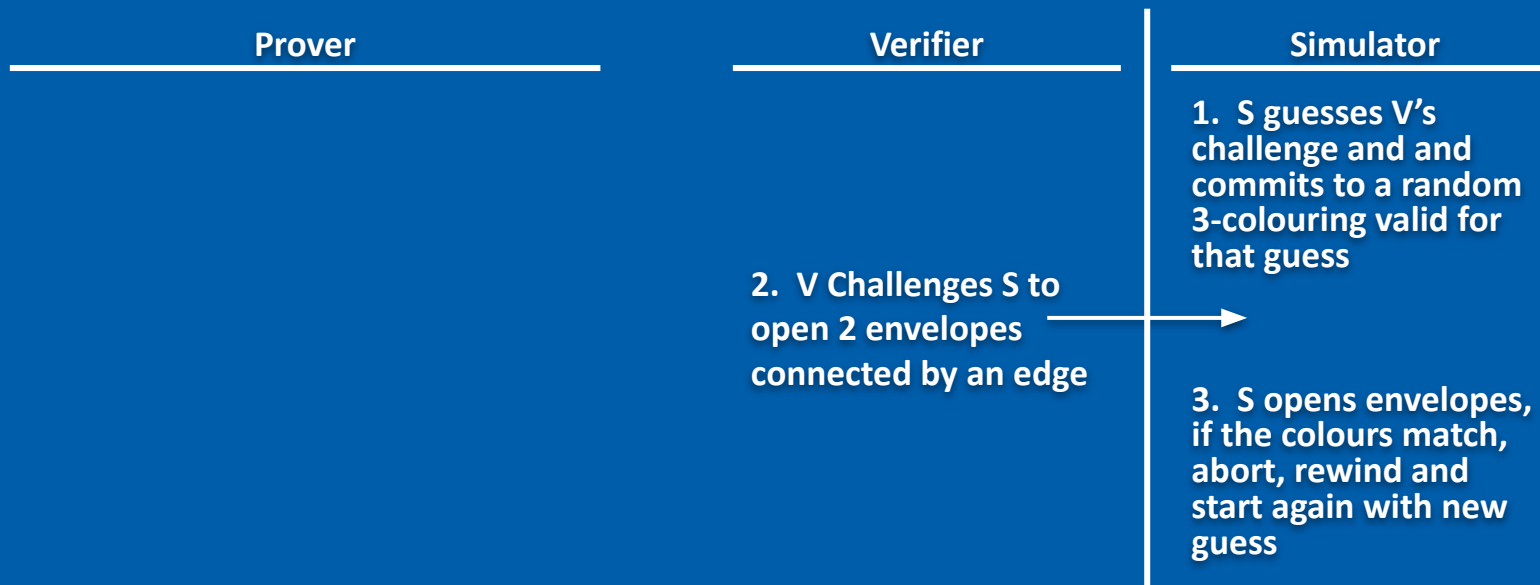 Prover
Verifier
Simulator
1. S guesses V's
challenge and and
commits to a random
3-colouring valid for
that guess
2. V Challenges S to
open 2 envelopes
connected by an edge
3. S opens envelopes,
if the colours match,
abort, rewind and
start again with new
guess